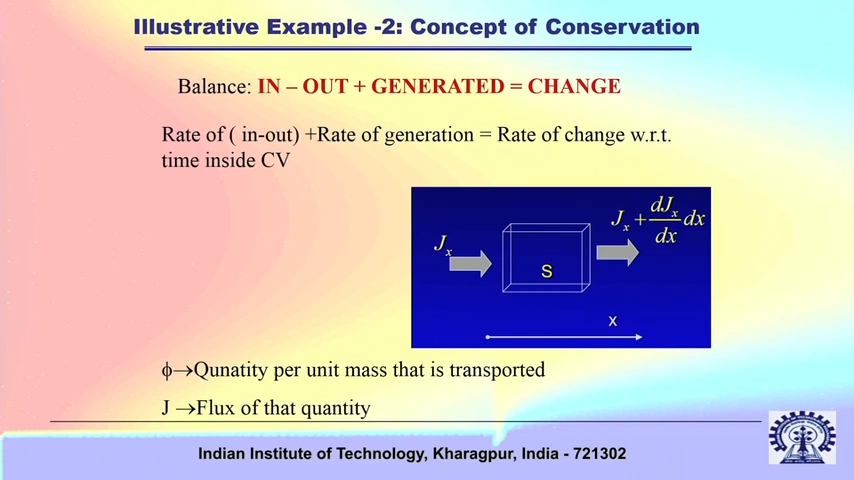 Illustrative Example -2: Concept of Conservation
Balance: IN – OUT + GENERATED = CHANGE
Rate of ( in-out) +Rate of generation = Rate of change w.r.t.
time inside CV
J_x
J_x + dJ_x/dx dx
S
x
ϕ→Qunatity per unit mass that is transported
J →Flux of that quantity
Indian Institute of Technology, Kharagpur, India - 721302